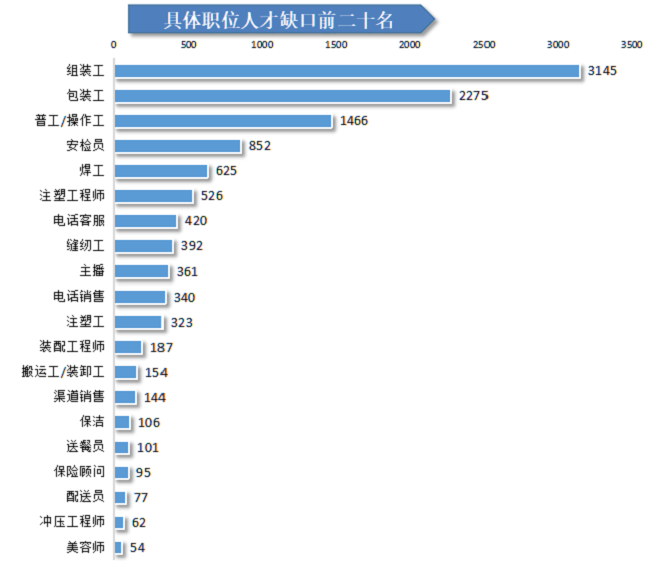 具体职位人才缺口前二十名
0 500 1000 1500 2000 2500 3000 3500
组装工 3145
包装工 2275
普工/操作工 1466
安检员 852
焊工 625
注塑工程师 526
电话客服 420
缝纫工 392
主播 361
电话销售 340
注塑工 323
装配工程师 187
搬运工/装卸工 154
渠道销售 144
保洁 106
送餐员 101
保险顾问 95
配送员 77
冲压工程师 62
美容师 54